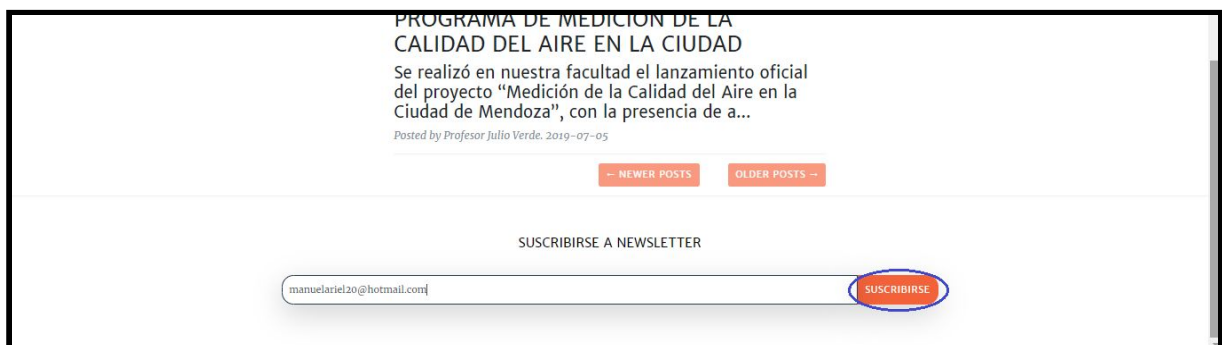 PROGRAMA DE MEDICIÓN DE LA
CALIDAD DEL AIRE EN LA CIUDAD
Se realizó en nuestra facultad el lanzamiento oficial
del proyecto “Medición de la Calidad del Aire en la
Ciudad de Mendoza”, con la presencia de a...
Posted by Profesor Julio Verde. 2019-07-05
← NEWER POSTS OLDER POSTS →
SUSCRIBIRSE A NEWSLETTER
manuelariel20@hotmail.com SUSCRIBIRSE